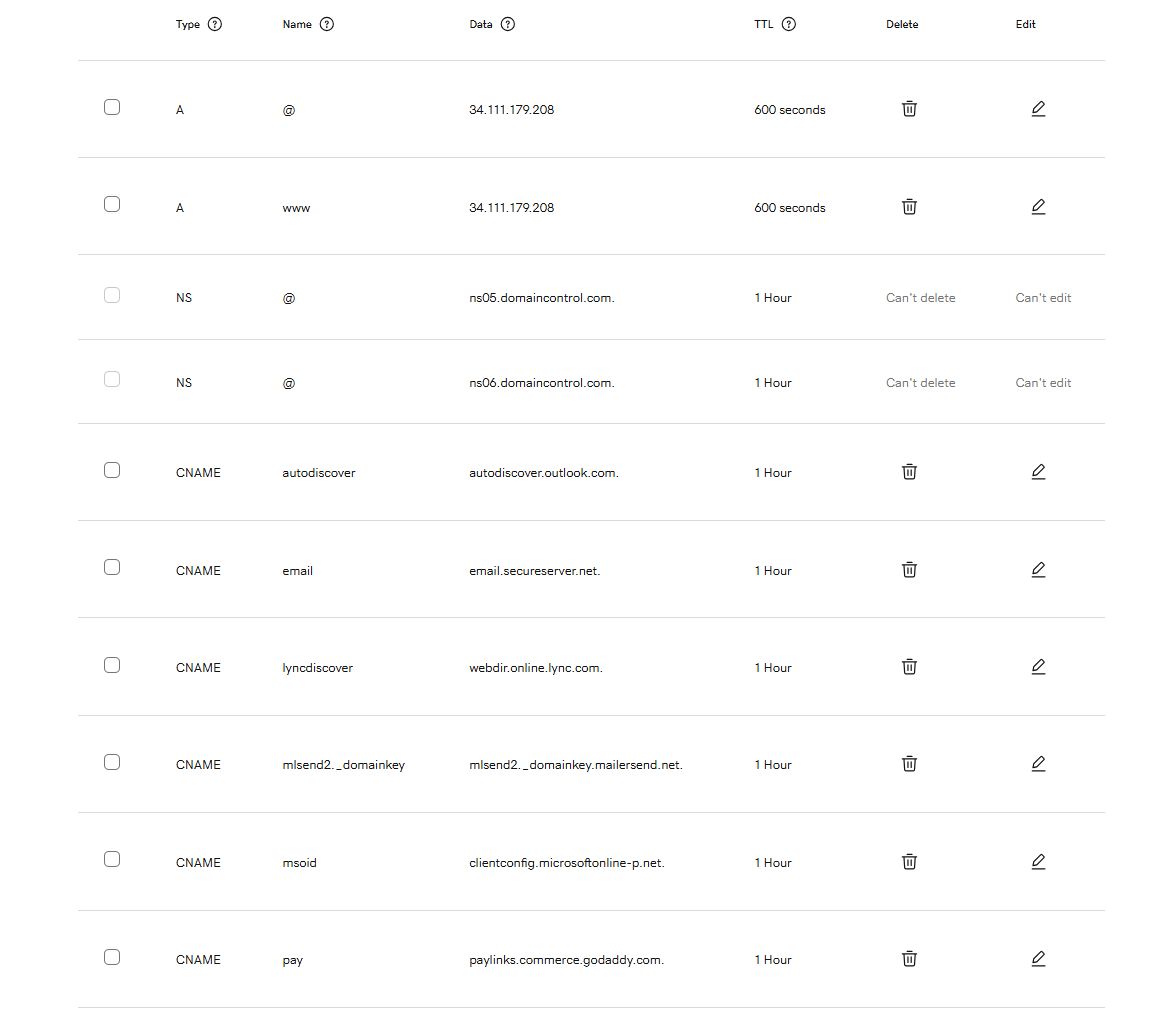 Type Name Data TTL Delete Edit
A @ 34.111.179.208 600 seconds
A www 34.111.179.208 600 seconds
NS @ ns05.domaincontrol.com. 1 Hour Can't delete Can't edit
NS @ ns06.domaincontrol.com. 1 Hour Can't delete Can't edit
CNAME autodiscover autodiscover.outlook.com. 1 Hour
CNAME email email.secureserver.net. 1 Hour
CNAME lyncdiscover webdir.online.lync.com. 1 Hour
CNAME mlsend2._domainkey mlsend2._domainkey.mailersend.net. 1 Hour
CNAME msoid clientconfig.microsoftonline-p.net. 1 Hour
CNAME pay paylinks.commerce.godaddy.com. 1 Hour